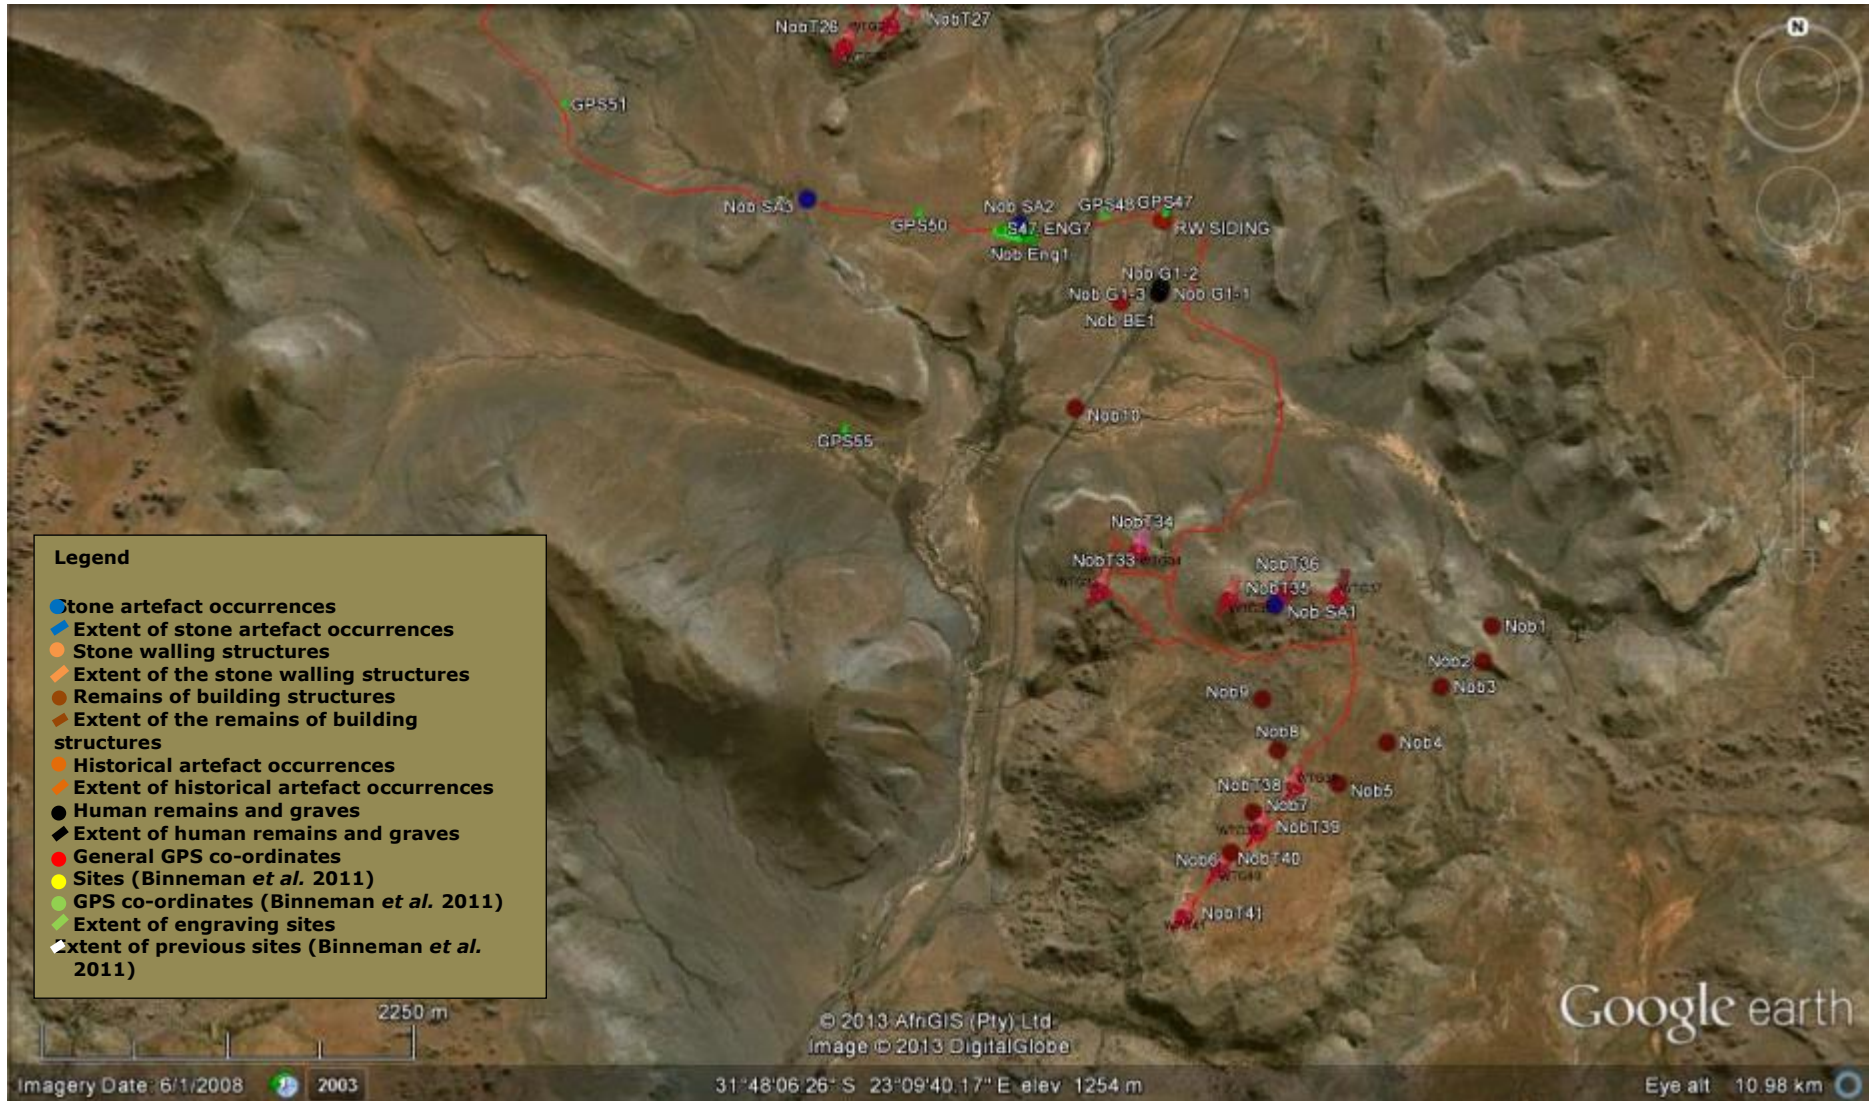 N
NobT26
NobT27
GPS51
Nob SA3
GPS50
Nob SA2
S47, ENG7
Nob Eng1
GPS48
GPS47
RW SIDING
Nob G1-2
Nob G1-3
Nob G1-1
Nob BE1
Nob10
GPS55
NobT34
NobT33
NobT36
NobT35
Nob SA1
WTG37
Nob1
Nob2
Nob3
Nob9
Nob8
Nob4
NobT38
Nob5
Nob7
NobT39
Nob6
NobT40
NobT41
Legend
Stone artefact occurrences
Extent of stone artefact occurrences
Stone walling structures
Extent of the stone walling structures
Remains of building structures
Extent of the remains of building
structures
Historical artefact occurrences
Extent of historical artefact occurrences
Human remains and graves
Extent of human remains and graves
General GPS co-ordinates
Sites (Binneman et al. 2011)
GPS co-ordinates (Binneman et al. 2011)
Extent of engraving sites
Extent of previous sites (Binneman et al.
2011)
2250 m
© 2013 AfriGIS (Pty) Ltd.
Image © 2013 DigitalGlobe
Google earth
Imagery Date: 6/1/2008
2003
31°48'06.26" S 23°09'40.17" E elev 1254 m
Eye alt 10.98 km